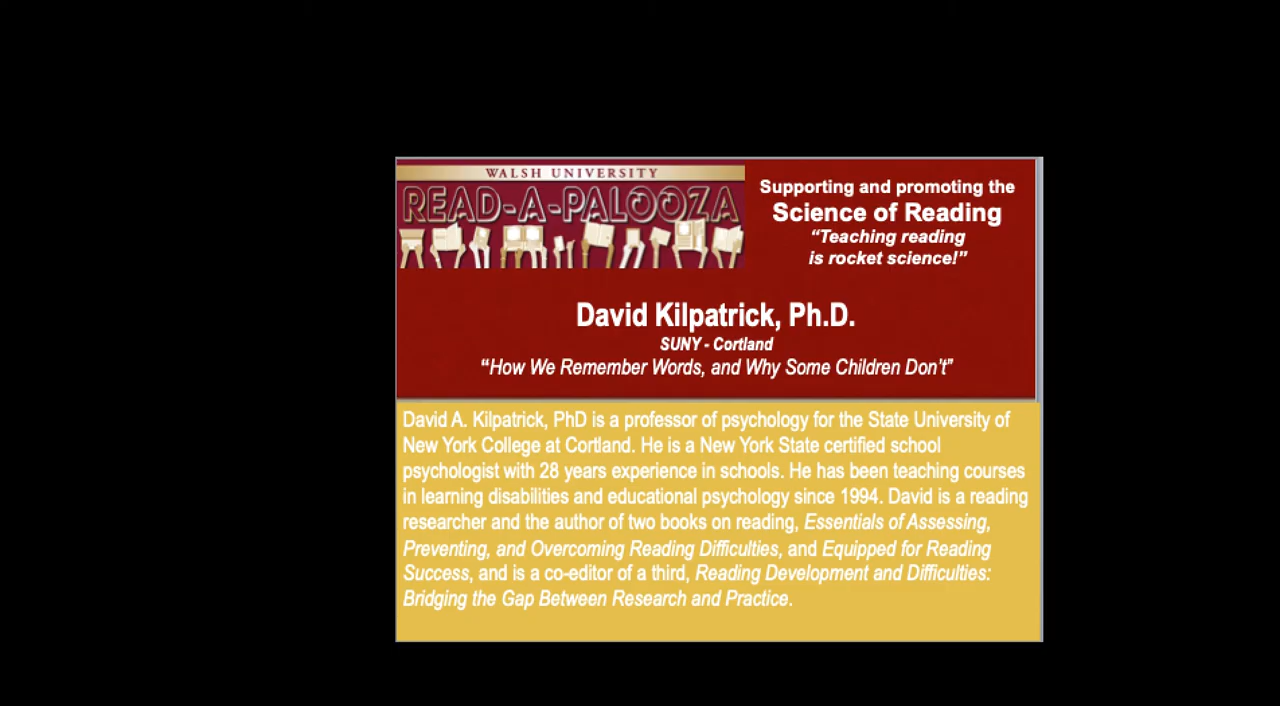 WALSH UNIVERSITY
READ-A-PALOOZA
Supporting and promoting the
Science of Reading
“Teaching reading
is rocket science!”
David Kilpatrick, Ph.D.
SUNY - Cortland
“How We Remember Words, and Why Some Children Don’t”
David A. Kilpatrick, PhD is a professor of psychology for the State University of
New York College at Cortland. He is a New York State certified school
psychologist with 28 years experience in schools. He has been teaching courses
in learning disabilities and educational psychology since 1994. David is a reading
researcher and the author of two books on reading, Essentials of Assessing,
Preventing, and Overcoming Reading Difficulties, and Equipped for Reading
Success, and is a co-editor of a third, Reading Development and Difficulties:
Bridging the Gap Between Research and Practice.